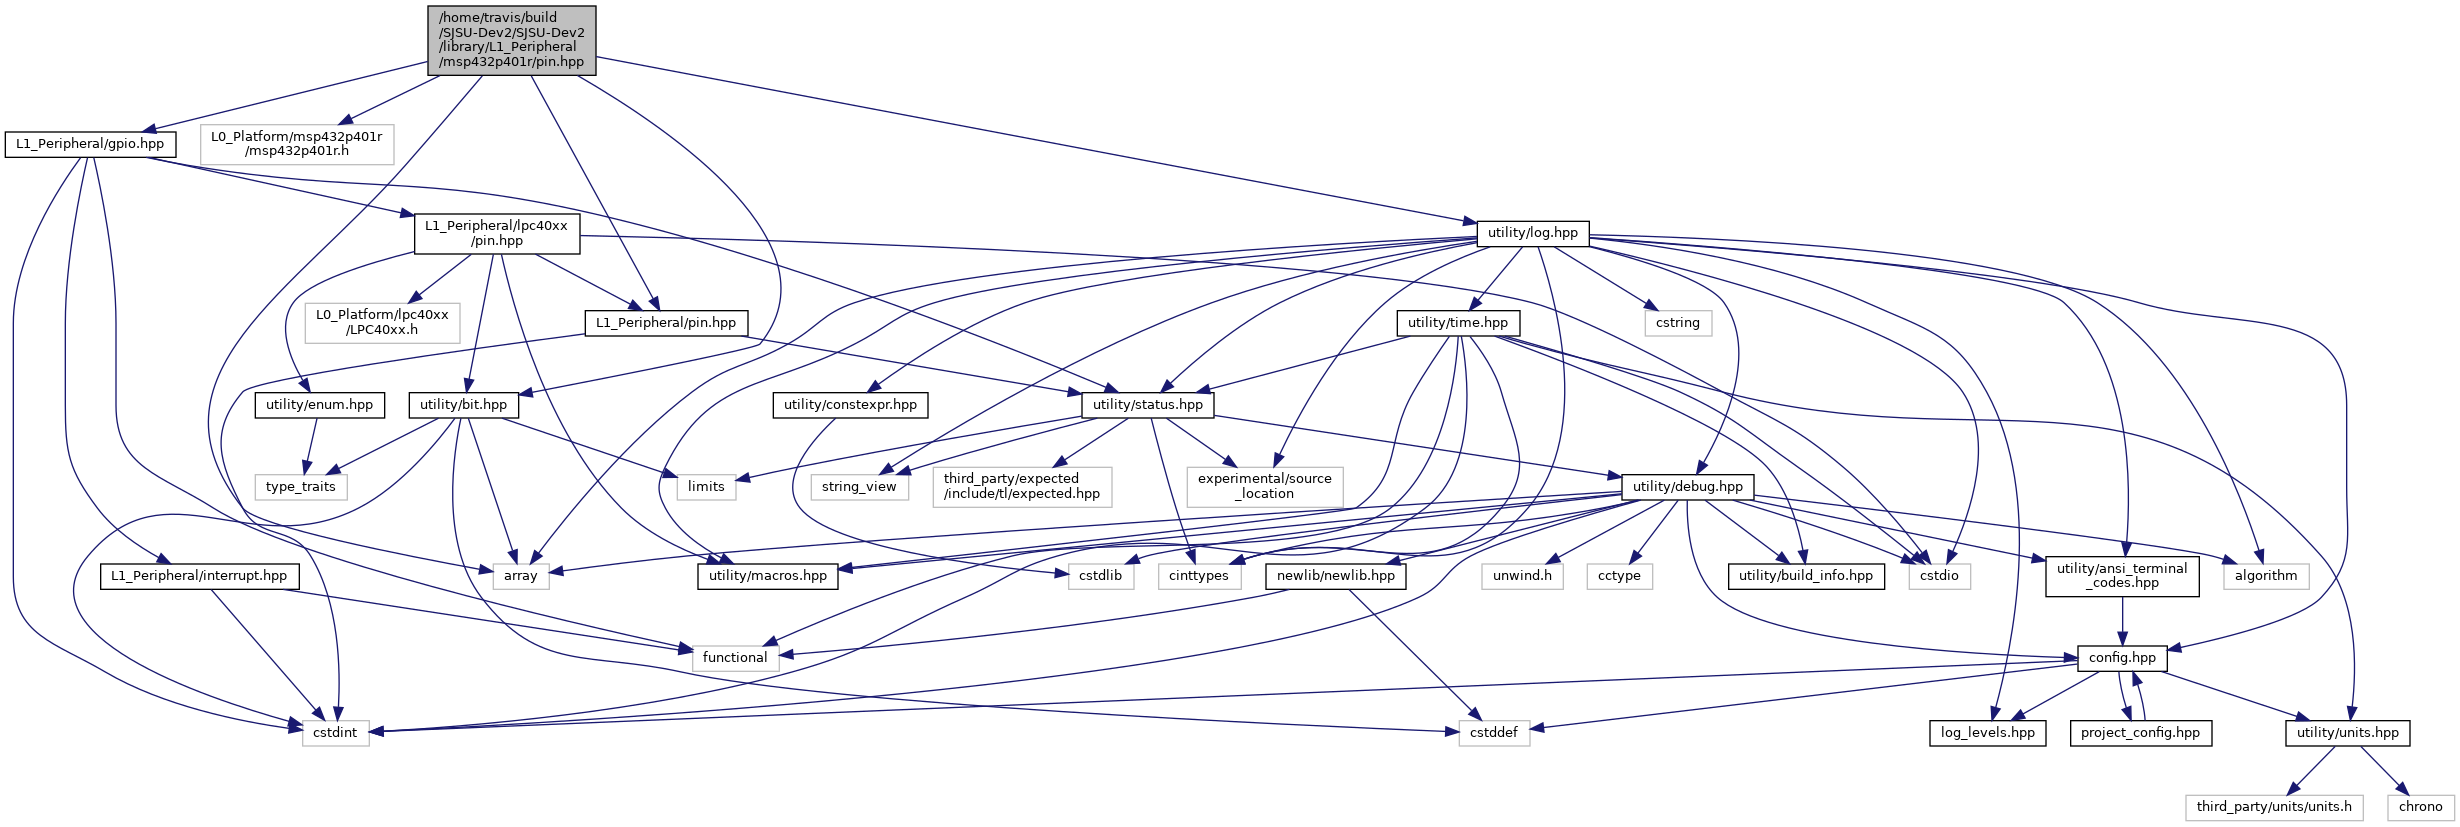 /home/travis/build
/SJSU-Dev2/SJSU-Dev2
/library/L1_Peripheral
/msp432p401r/pin.hpp
L1_Peripheral/gpio.hpp
L0_Platform/msp432p401r
/msp432p401r.h
L1_Peripheral/lpc40xx
/pin.hpp
utility/log.hpp
L0_Platform/lpc40xx
/LPC40xx.h
L1_Peripheral/pin.hpp
utility/time.hpp
cstring
utility/enum.hpp
utility/bit.hpp
utility/constexpr.hpp
utility/status.hpp
type_traits
limits
string_view
third_party/expected
/include/tl/expected.hpp
experimental/source
_location
utility/debug.hpp
L1_Peripheral/interrupt.hpp
array
utility/macros.hpp
cstdlib
cinttypes
newlib/newlib.hpp
unwind.h
cctype
utility/build_info.hpp
cstdio
utility/ansi_terminal
_codes.hpp
algorithm
functional
config.hpp
cstdint
cstddef
log_levels.hpp
project_config.hpp
utility/units.hpp
third_party/units/units.h
chrono